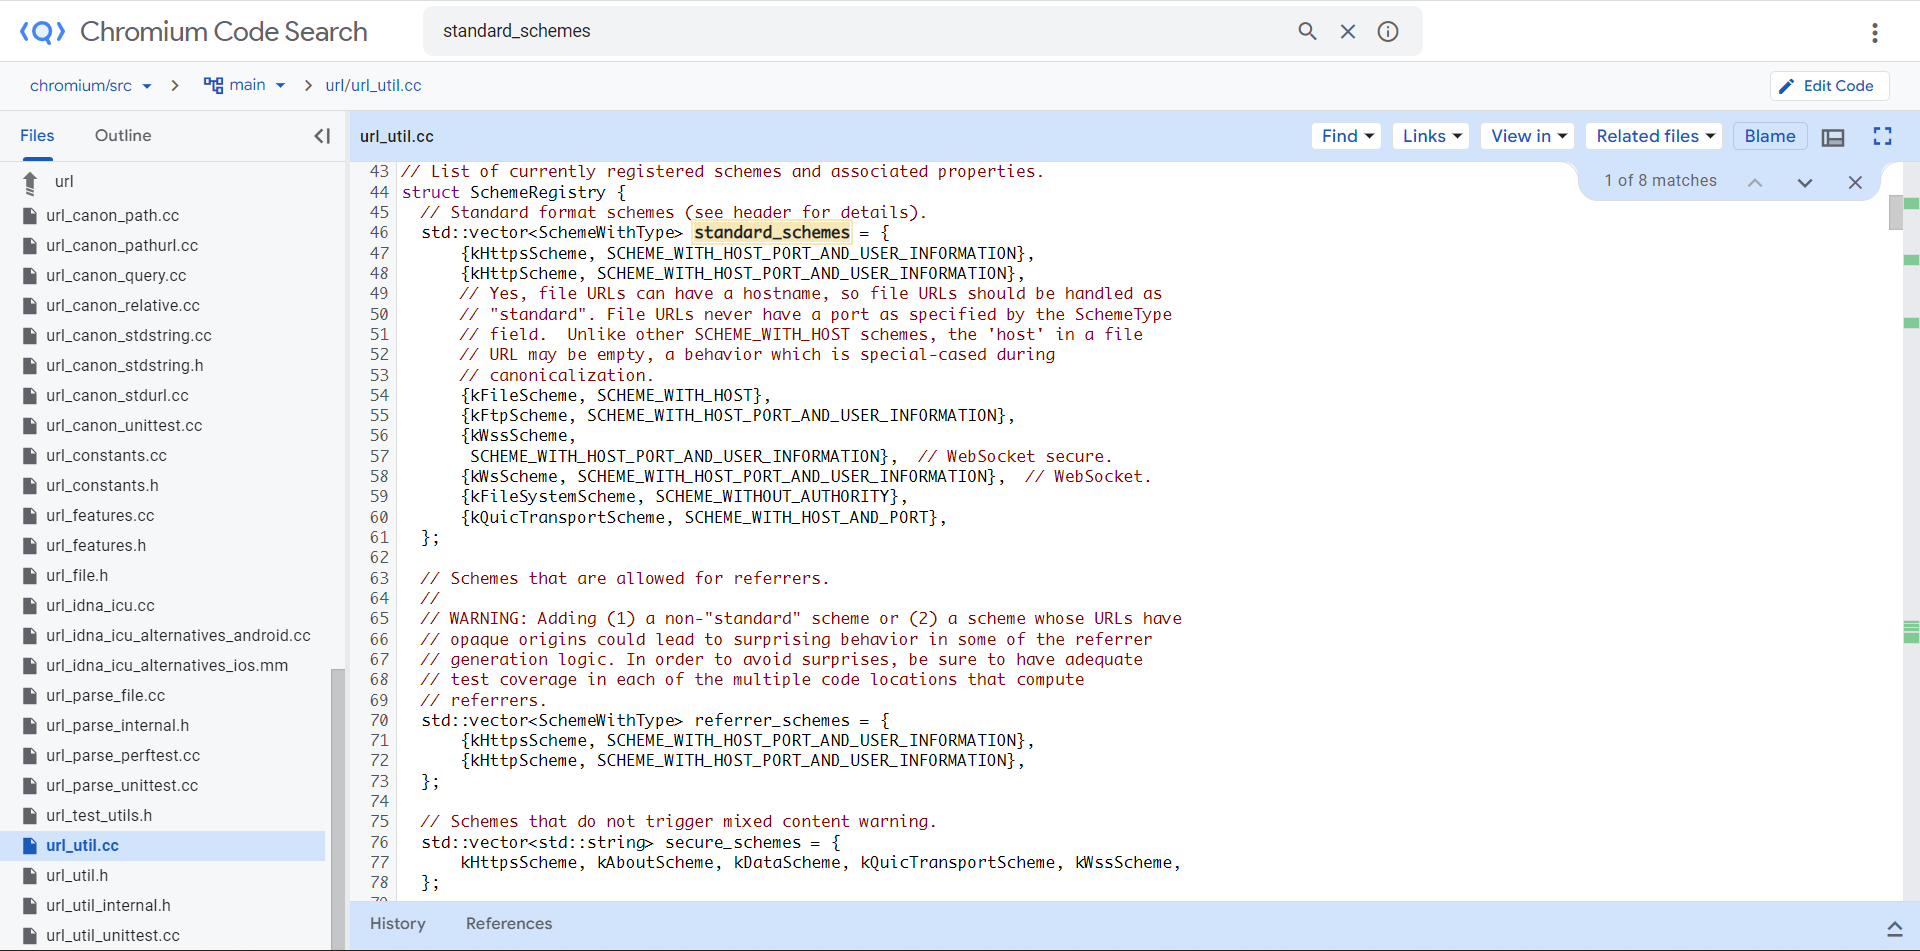 Chromium Code Search
standard_schemes
chromium/src
main
url/url_util.cc
Edit Code
Files
Outline
url
url_canon_path.cc
url_canon_pathurl.cc
url_canon_query.cc
url_canon_relative.cc
url_canon_stdstring.cc
url_canon_stdstring.h
url_canon_stdurl.cc
url_canon_unittest.cc
url_constants.cc
url_constants.h
url_features.cc
url_features.h
url_file.h
url_idna_icu.cc
url_idna_icu_alternatives_android.cc
url_idna_icu_alternatives_ios.mm
url_parse_file.cc
url_parse_internal.h
url_parse_perftest.cc
url_parse_unittest.cc
url_test_utils.h
url_util.cc
url_util.h
url_util_internal.h
url_util_unittest.cc
url_util.cc
Find
Links
View in
Related files
Blame
1 of 8 matches
43 // List of currently registered schemes and associated properties.
44 struct SchemeRegistry {
45   // Standard format schemes (see header for details).
46   std::vector<SchemeWithType> standard_schemes = {
47       {kHttpsScheme, SCHEME_WITH_HOST_PORT_AND_USER_INFORMATION},
48       {kHttpScheme, SCHEME_WITH_HOST_PORT_AND_USER_INFORMATION},
49       // Yes, file URLs can have a hostname, so file URLs should be handled as
50       // "standard". File URLs never have a port as specified by the SchemeType
51       // field.  Unlike other SCHEME_WITH_HOST schemes, the 'host' in a file
52       // URL may be empty, a behavior which is special-cased during
53       // canonicalization.
54       {kFileScheme, SCHEME_WITH_HOST},
55       {kFtpScheme, SCHEME_WITH_HOST_PORT_AND_USER_INFORMATION},
56       {kWssScheme,
57        SCHEME_WITH_HOST_PORT_AND_USER_INFORMATION},  // WebSocket secure.
58       {kWsScheme, SCHEME_WITH_HOST_PORT_AND_USER_INFORMATION},  // WebSocket.
59       {kFileSystemScheme, SCHEME_WITHOUT_AUTHORITY},
60       {kQuicTransportScheme, SCHEME_WITH_HOST_AND_PORT},
61   };
62
63   // Schemes that are allowed for referrers.
64   //
65   // WARNING: Adding (1) a non-"standard" scheme or (2) a scheme whose URLs have
66   // opaque origins could lead to surprising behavior in some of the referrer
67   // generation logic. In order to avoid surprises, be sure to have adequate
68   // test coverage in each of the multiple code locations that compute
69   // referrers.
70   std::vector<SchemeWithType> referrer_schemes = {
71       {kHttpsScheme, SCHEME_WITH_HOST_PORT_AND_USER_INFORMATION},
72       {kHttpScheme, SCHEME_WITH_HOST_PORT_AND_USER_INFORMATION},
73   };
74
75   // Schemes that do not trigger mixed content warning.
76   std::vector<std::string> secure_schemes = {
77       kHttpsScheme, kAboutScheme, kDataScheme, kQuicTransportScheme, kWssScheme,
78   };
History
References